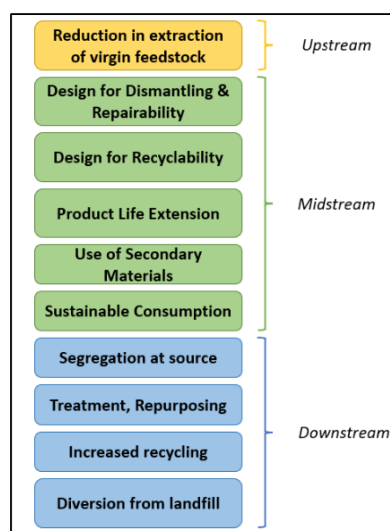 Reduction in extraction
of virgin feedstock
Upstream
Design for Dismantling &
Repairability
Design for Recyclability
Product Life Extension
Midstream
Use of Secondary
Materials
Sustainable Consumption
Segregation at source
Treatment, Repurposing
Downstream
Increased recycling
Diversion from landfill